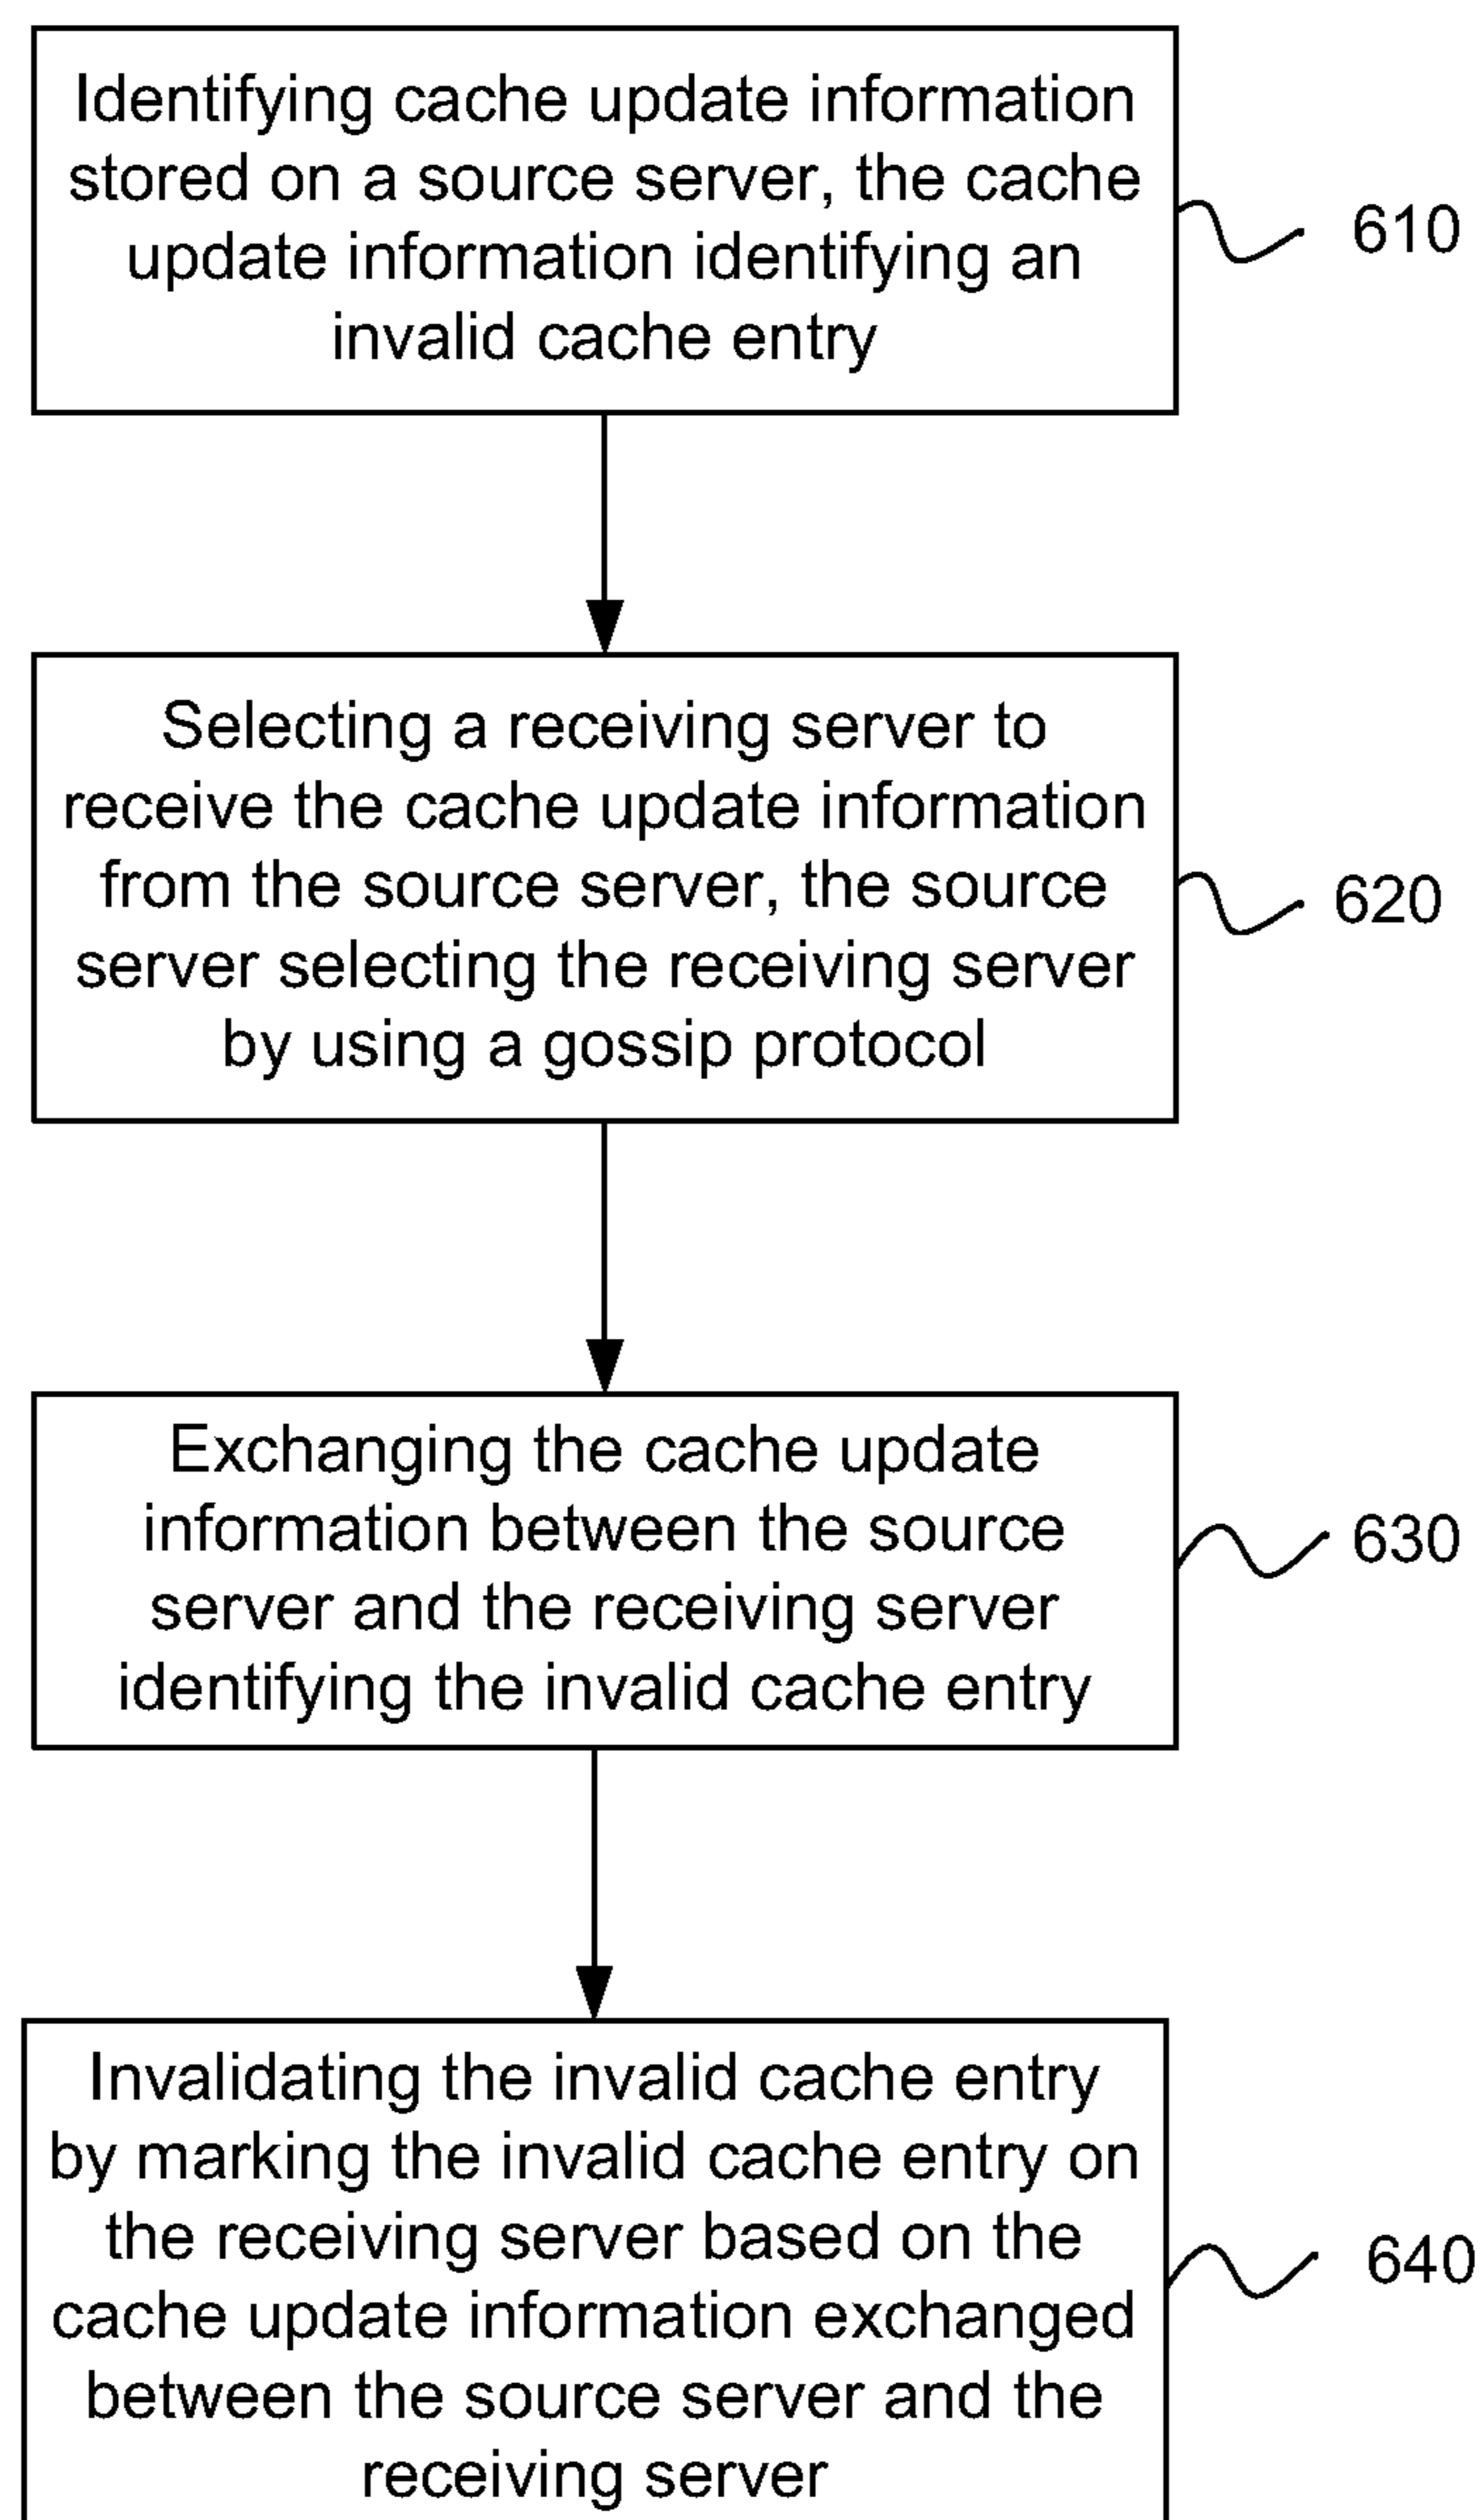 Identifying cache update information
stored on a source server, the cache
update information identifying an
invalid cache entry
610
Selecting a receiving server to
receive the cache update information
from the source server, the source
server selecting the receiving server
by using a gossip protocol
620
Exchanging the cache update
information between the source
server and the receiving server
identifying the invalid cache entry
630
Invalidating the invalid cache entry
by marking the invalid cache entry on
the receiving server based on the
cache update information exchanged
between the source server and the
receiving server
640